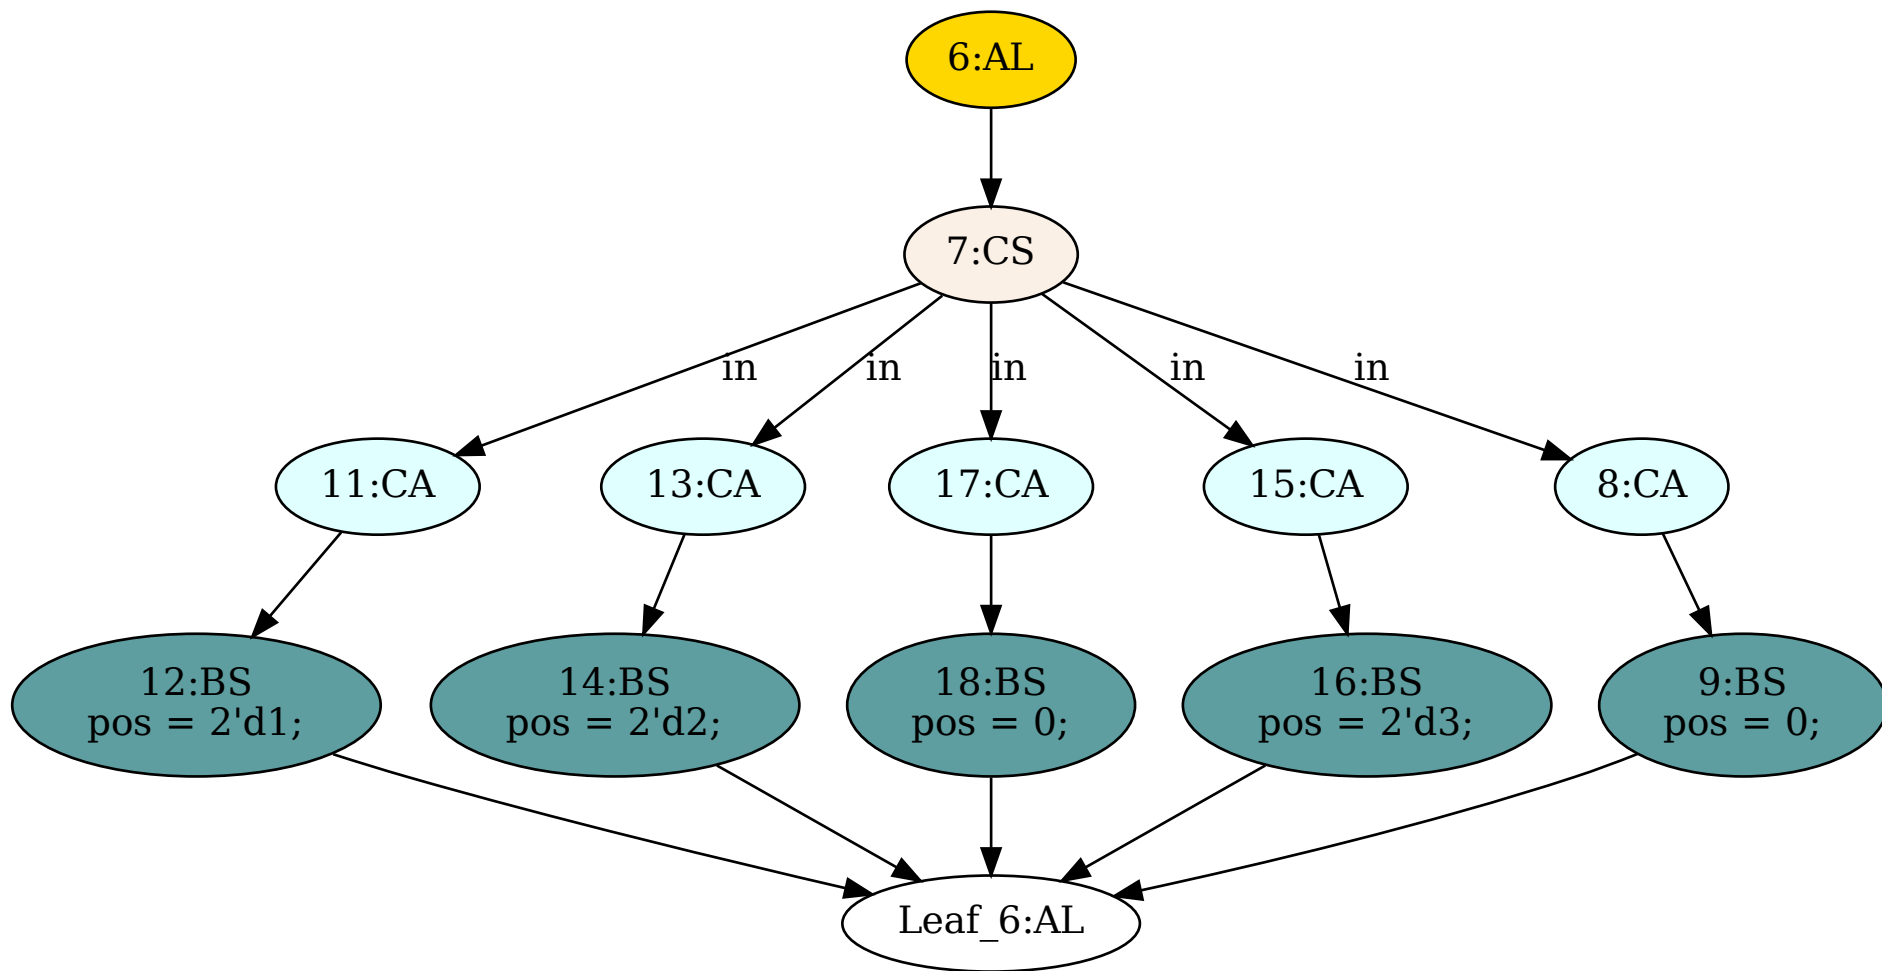 6:AL
7:CS
in
in
in
in
in
11:CA
13:CA
17:CA
15:CA
8:CA
12:BS
pos = 2'd1;
14:BS
pos = 2'd2;
18:BS
pos = 0;
16:BS
pos = 2'd3;
9:BS
pos = 0;
Leaf_6:AL